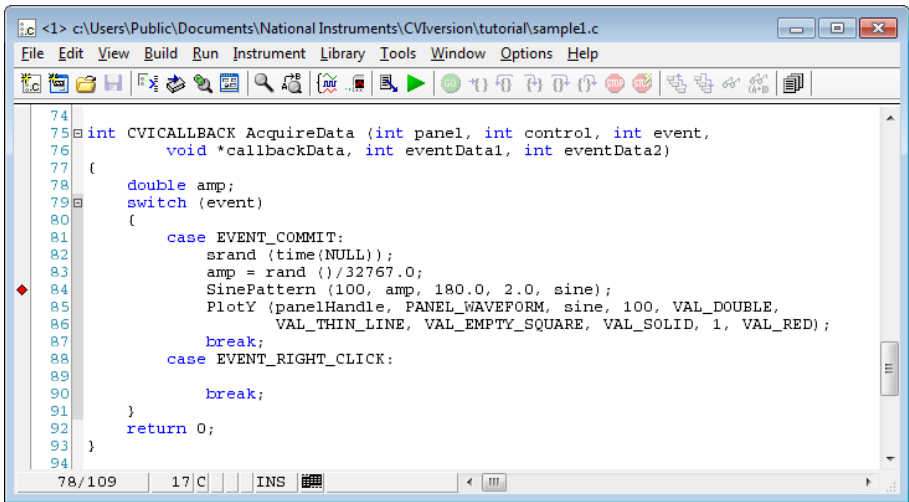 <1> c:\Users\Public\Documents\National Instruments\CVIversion\tutorial\sample1.c
File Edit View Build Run Instrument Library Tools Window Options Help
GO STOP STOP
74
75 int CVICALLBACK AcquireData (int panel, int control, int event,
76 void *callbackData, int eventData1, int eventData2)
77 {
78 double amp;
79 switch (event)
80 {
81 case EVENT_COMMIT:
82 srand (time(NULL));
83 amp = rand ()/32767.0;
84 SinePattern (100, amp, 180.0, 2.0, sine);
85 PlotY (panelHandle, PANEL_WAVEFORM, sine, 100, VAL_DOUBLE,
86 VAL_THIN_LINE, VAL_EMPTY_SQUARE, VAL_SOLID, 1, VAL_RED);
87 break;
88 case EVENT_RIGHT_CLICK:
89
90 break;
91 }
92 return 0;
93 }
94
78/109 17 C INS